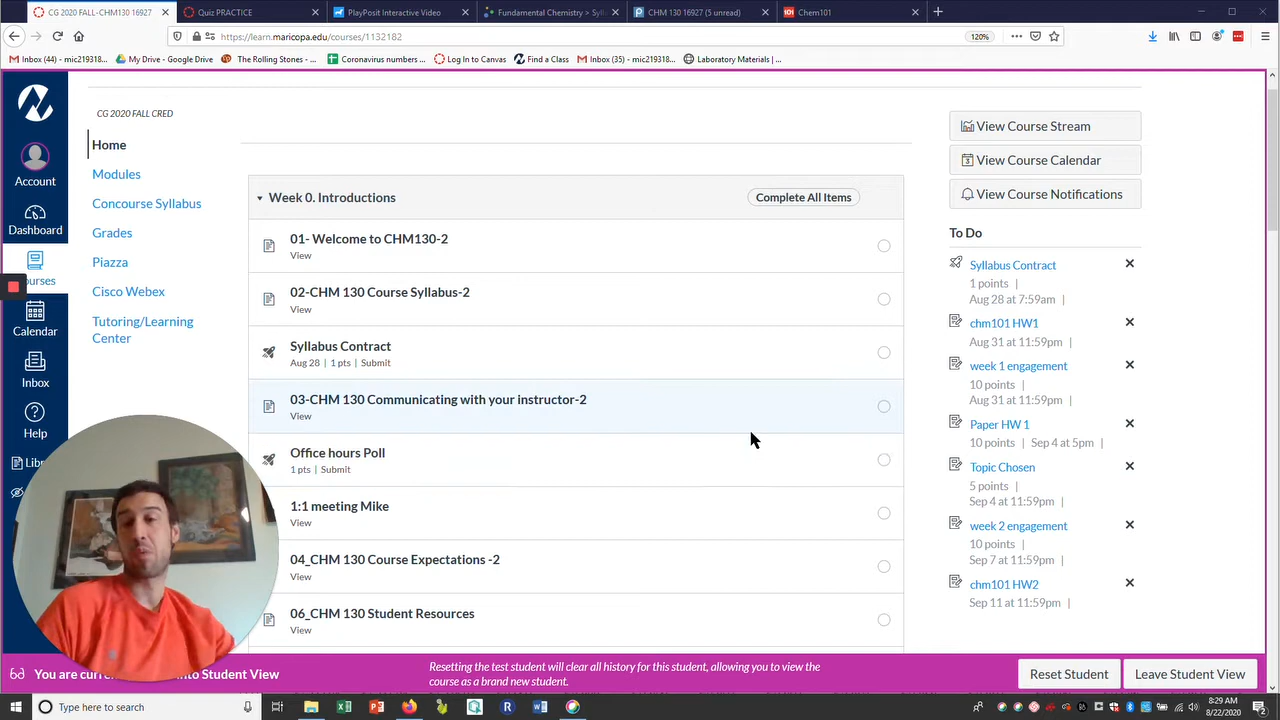 CG 2020 FALL-CHM130 16927
Quiz PRACTICE
PlayPosit Interactive Video
Fundamental Chemistry > Syll
CHM 130 16927 (5 unread)
Chem101
https://learn.maricopa.edu/courses/1132182
120%
Inbox (44) - mic219318...
My Drive - Google Drive
The Rolling Stones - ...
Coronavirus numbers ...
Log In to Canvas
Find a Class
Inbox (35) - mic219318...
Laboratory Materials | ...
CG 2020 FALL CRED
Home
Modules
Concourse Syllabus
Grades
Piazza
Cisco Webex
Tutoring/Learning
Center
Account
Dashboard
ourses
Calendar
Inbox
Help
Libr
Week 0. Introductions
Complete All Items
01- Welcome to CHM130-2
View
02-CHM 130 Course Syllabus-2
View
Syllabus Contract
Aug 28 | 1 pts | Submit
03-CHM 130 Communicating with your instructor-2
View
Office hours Poll
1 pts | Submit
1:1 meeting Mike
View
04_CHM 130 Course Expectations -2
View
06_CHM 130 Student Resources
View
View Course Stream
View Course Calendar
View Course Notifications
To Do
Syllabus Contract
1 points |
Aug 28 at 7:59am |
chm101 HW1
Aug 31 at 11:59pm |
week 1 engagement
10 points |
Aug 31 at 11:59pm |
Paper HW 1
10 points | Sep 4 at 5pm |
Topic Chosen
5 points |
Sep 4 at 11:59pm |
week 2 engagement
10 points |
Sep 7 at 11:59pm |
chm101 HW2
Sep 11 at 11:59pm |
You are curre
nto Student View
Resetting the test student will clear all history for this student, allowing you to view the
course as a brand new student.
Reset Student
Leave Student View
Type here to search
8:29 AM
8/22/2020